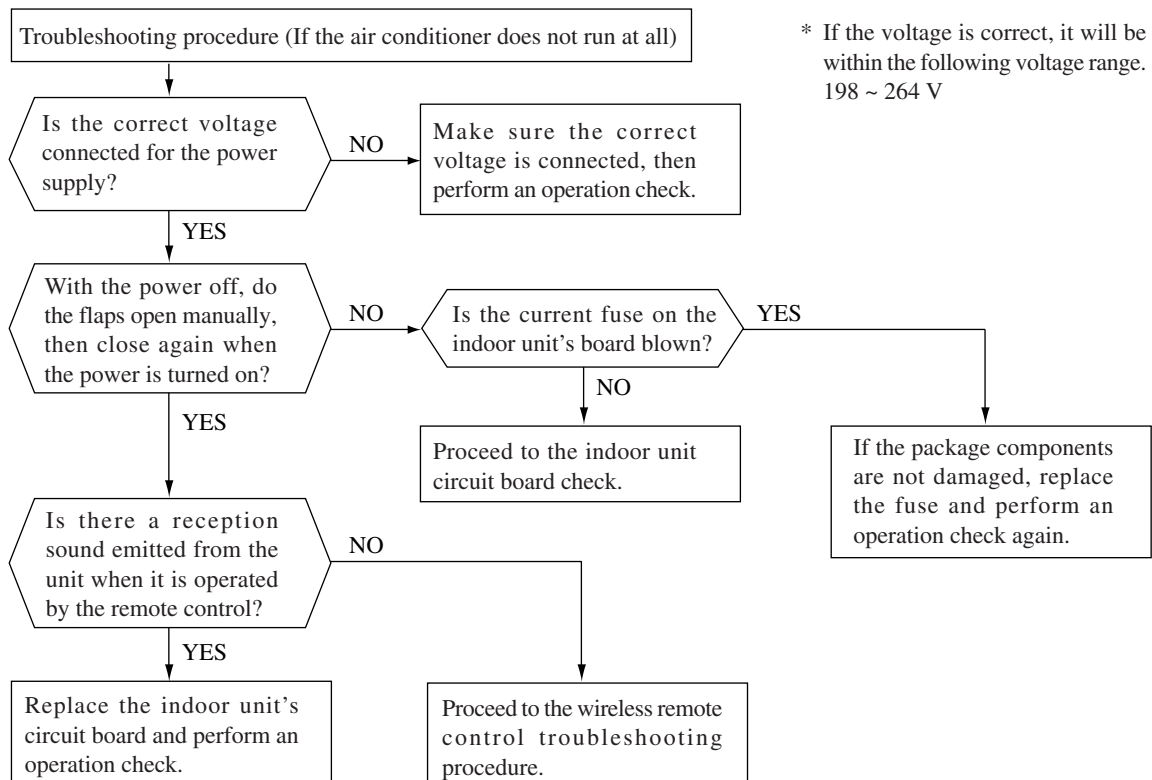 Troubleshooting procedure (If the air conditioner does not run at all)
* If the voltage is correct, it will be
within the following voltage range.
198 ~ 264 V
Is the correct voltage
connected for the power
supply?
NO
Make sure the correct
voltage is connected, then
perform an operation check.
YES
With the power off, do
the flaps open manually,
then close again when
the power is turned on?
NO
Is the current fuse on the
indoor unit's board blown?
YES
NO
YES
Proceed to the indoor unit
circuit board check.
If the package components
are not damaged, replace
the fuse and perform an
operation check again.
Is there a reception
sound emitted from the
unit when it is operated
by the remote control?
NO
YES
Replace the indoor unit's
circuit board and perform an
operation check.
Proceed to the wireless remote
control troubleshooting
procedure.